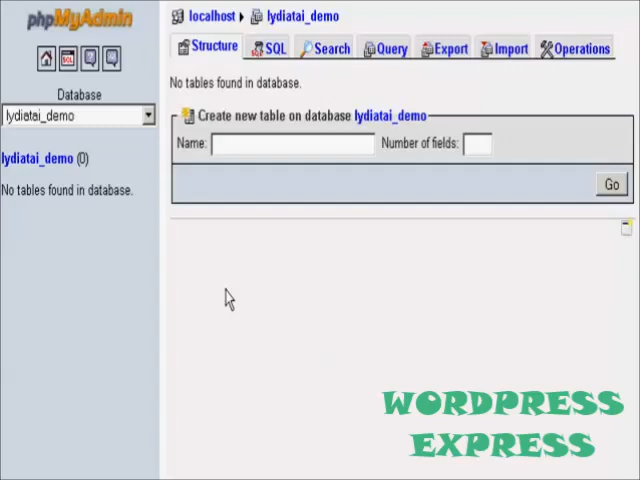 phpMyAdmin
Database
lydiatai_demo
lydiatai_demo (0)
No tables found in database.
localhost lydiatai_demo
Structure SQL Search Query Export Import Operations
No tables found in database.
Create new table on database lydiatai_demo
Name: Number of fields:
Go
WORDPRESS
EXPRESS